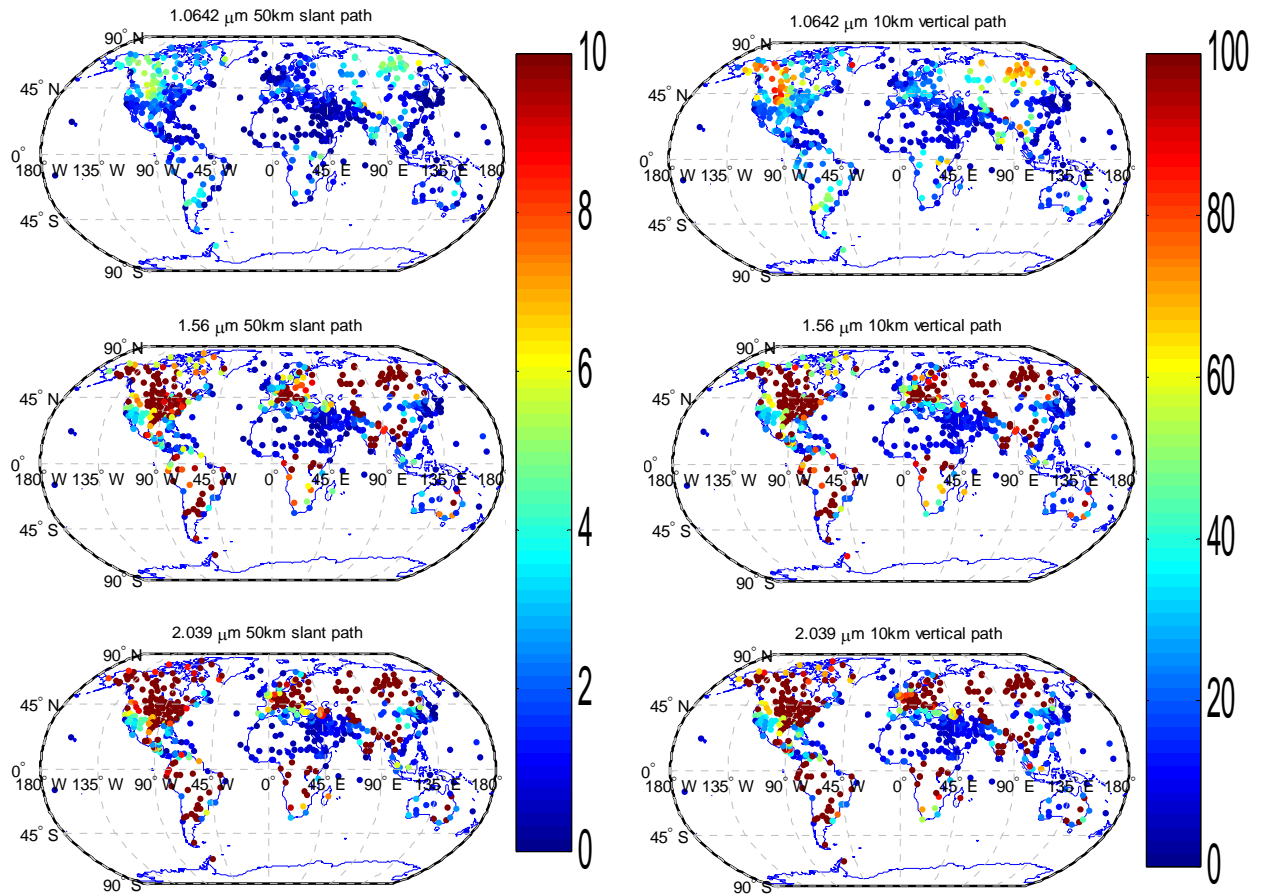 1.0642 μm 50km slant path
90° N
45° N
0°
180° W 135° W 90° W 45° W 0° 45° E 90° E 135° E 180°
45° S
90° S
1.56 μm 50km slant path
90° N
45° N
0°
180° W 135° W 90° W 45° W 0° 45° E 90° E 135° E 180°
45° S
90° S
2.039 μm 50km slant path
90° N
45° N
0°
180° W 135° W 90° W 45° W 0° 45° E 90° E 135° E 180°
45° S
90° S
10
8
6
4
2
0
1.0642 μm 10km vertical path
90° N
45° N
0°
180° W 135° W 90° W 45° W 0° 45° E 90° E 135° E 180°
45° S
90° S
1.56 μm 10km vertical path
90° N
45° N
0°
180° W 135° W 90° W 45° W 0° 45° E 90° E 135° E 180°
45° S
90° S
2.039 μm 10km vertical path
90° N
45° N
0°
180° W 135° W 90° W 45° W 0° 45° E 90° E 135° E 180°
45° S
90° S
100
80
60
40
20
0